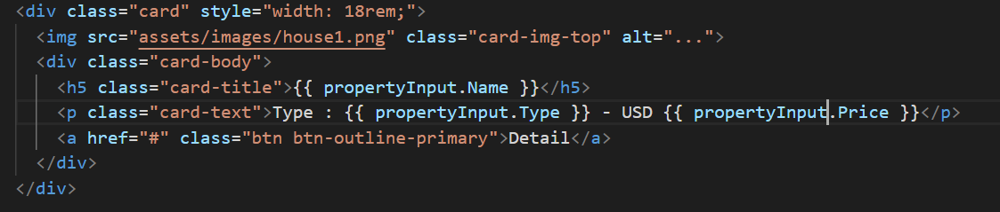 <div class="card" style="width: 18rem;">
<img src="assets/images/house1.png" class="card-img-top" alt="...">
<div class="card-body">
<h5 class="card-title">{{ propertyInput.Name }}</h5>
<p class="card-text">Type : {{ propertyInput.Type }} - USD {{ propertyInput.Price }}</p>
<a href="#" class="btn btn-outline-primary">Detail</a>
</div>
</div>